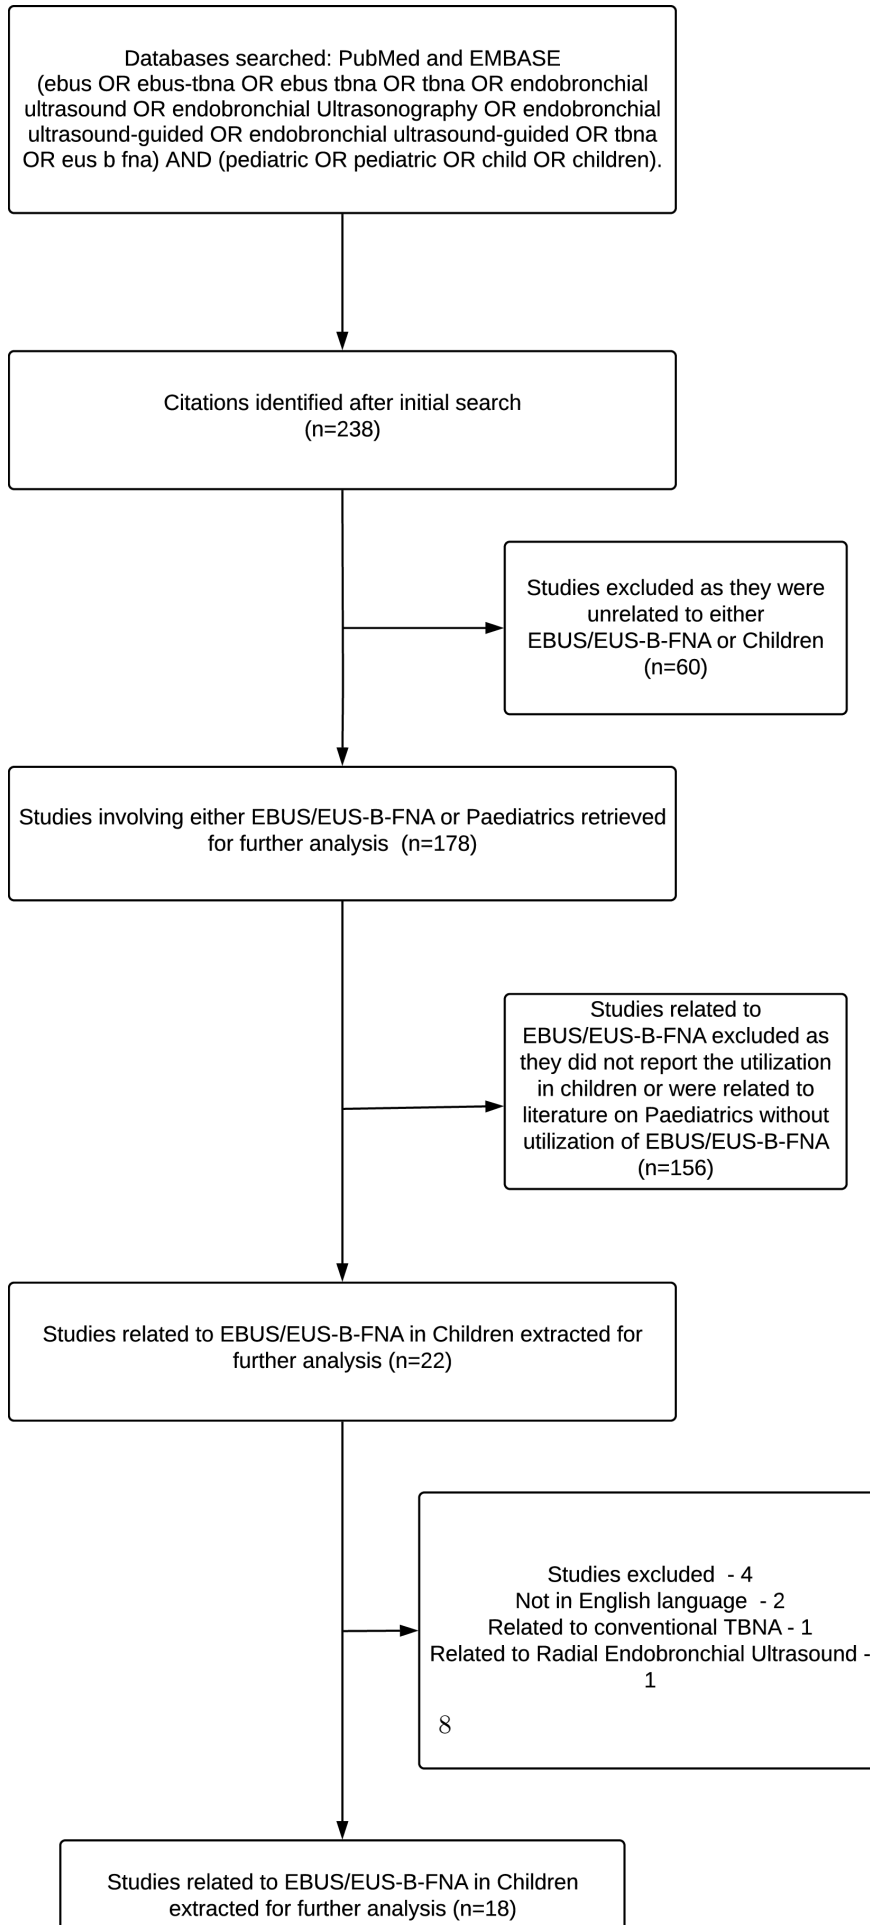 Databases searched: PubMed and EMBASE
(ebus OR ebus-tbna OR ebus tbna OR tbna OR endobronchial
ultrasound OR endobronchial Ultrasonography OR endobronchial
ultrasound-guided OR endobronchial ultrasound-guided OR tbna
OR eus b fna) AND (pediatric OR pediatric OR child OR children).
Citations identified after initial search
(n=238)
Studies excluded as they were
unrelated to either
EBUS/EUS-B-FNA or Children
(n=60)
Studies involving either EBUS/EUS-B-FNA or Paediatrics retrieved
for further analysis (n=178)
Studies related to
EBUS/EUS-B-FNA excluded as
they did not report the utilization
in children or were related to
literature on Paediatrics without
utilization of EBUS/EUS-B-FNA
(n=156)
Studies related to EBUS/EUS-B-FNA in Children extracted for
further analysis (n=22)
Studies excluded - 4
Not in English language - 2
Related to conventional TBNA - 1
Related to Radial Endobronchial Ultrasound -
1
8
Studies related to EBUS/EUS-B-FNA in Children
extracted for further analysis (n=18)